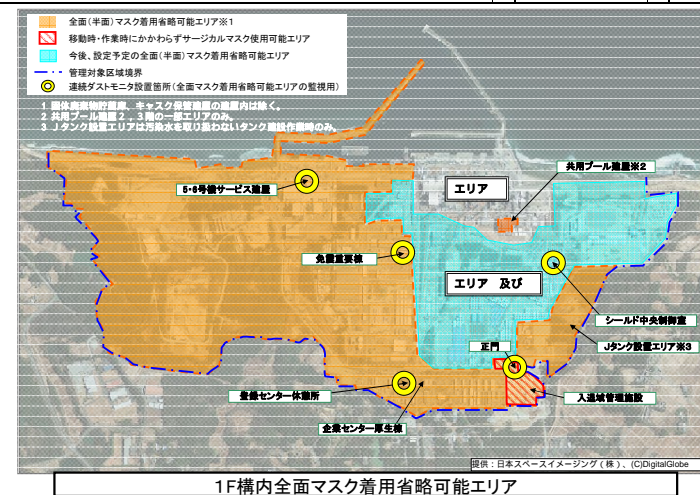 全面(半面)マスク着用省略可能エリア※1
移動時・作業時にかかわらずサージカルマスク使用可能エリア
今後、設定予定の全面(半面)マスク着用省略可能エリア
管理対象区域境界
連続ダストモニタ設置箇所(全面マスク着用省略可能エリアの監視用)
1 固体廃棄物貯蔵庫、キャスク保管建屋の建屋内は除く。
2 共用プール建屋2，3階の一部エリアのみ。
3 Jタンク設置エリアは汚染水を取り扱わないタンク建設作業時のみ。
共用プール建屋※2
5・6号機サービス建屋
エリア
免震重要棟
エリア 及び
シールド中央制御室
正門
Jタンク設置エリア※3
登録センター休憩所
入退域管理施設
企業センター厚生棟
提供：日本スペースイメージング（株）、(C)DigitalGlobe
1F構内全面マスク着用省略可能エリア